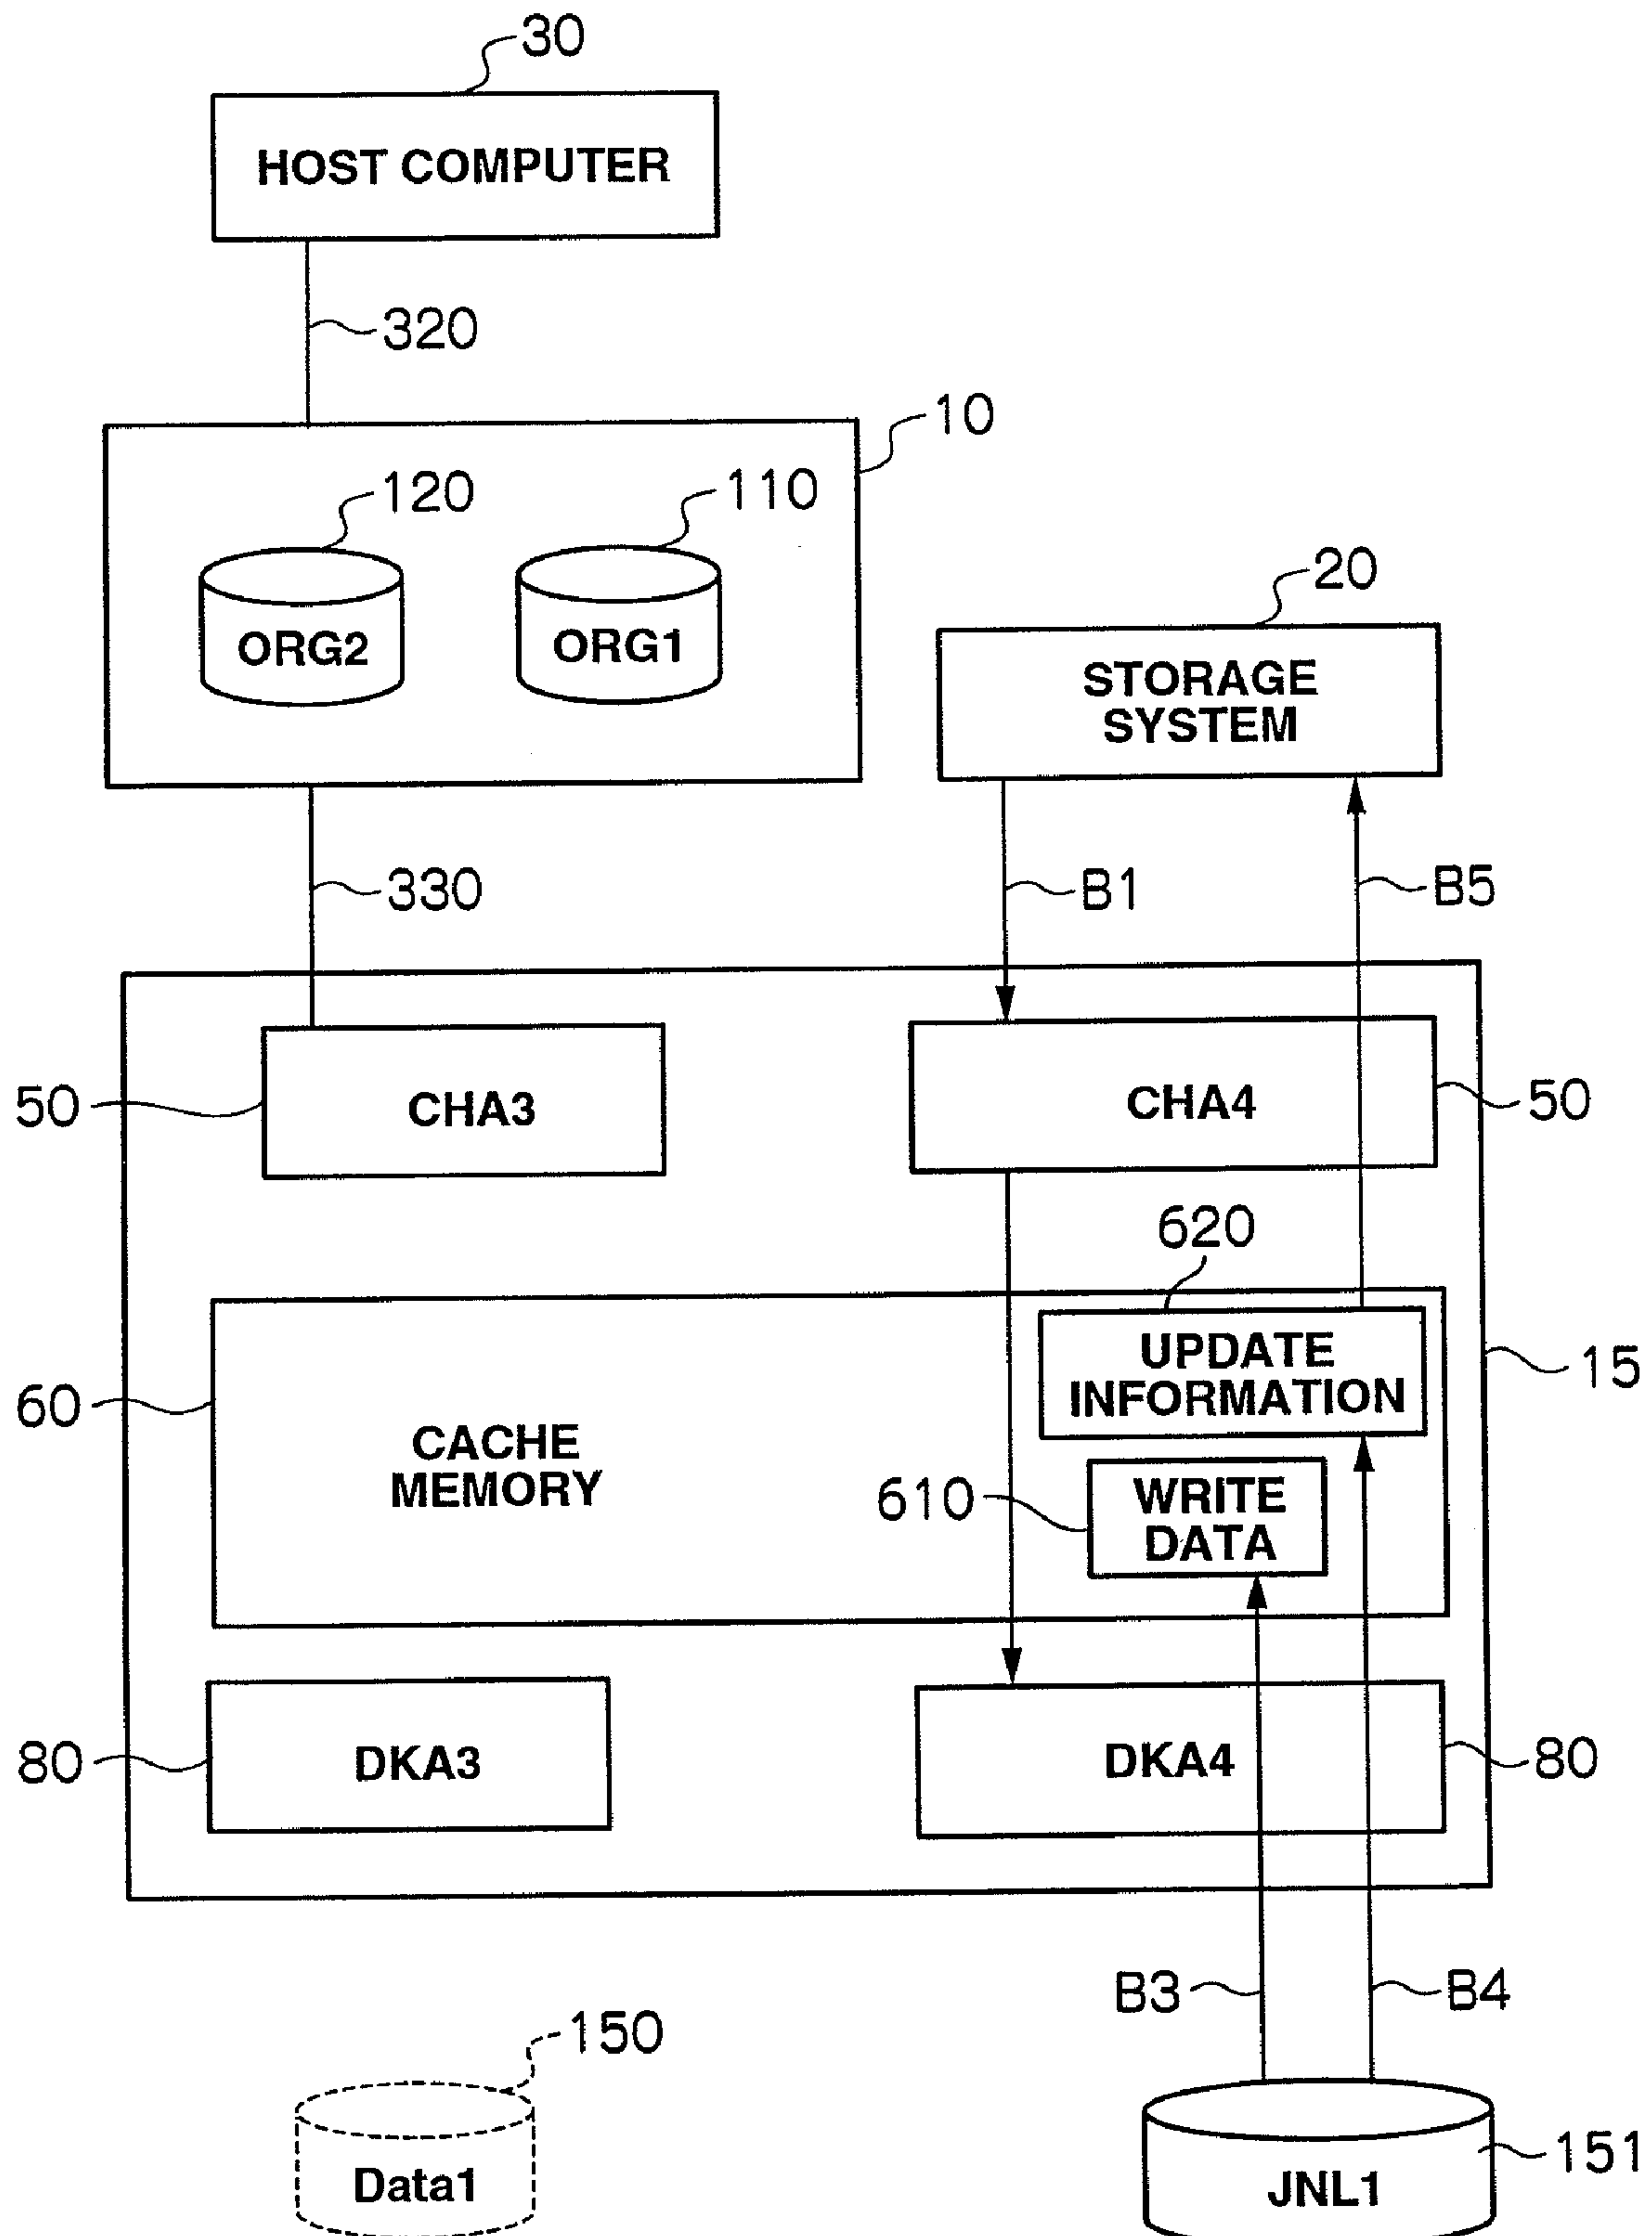 30
HOST COMPUTER
320
10
120
110
ORG2
ORG1
20
STORAGE
SYSTEM
330
B1
B5
50
CHA3
CHA4
50
620
UPDATE
INFORMATION
15
60
CACHE
MEMORY
610
WRITE
DATA
80
DKA3
DKA4
80
B3
B4
150
Data1
JNL1
151